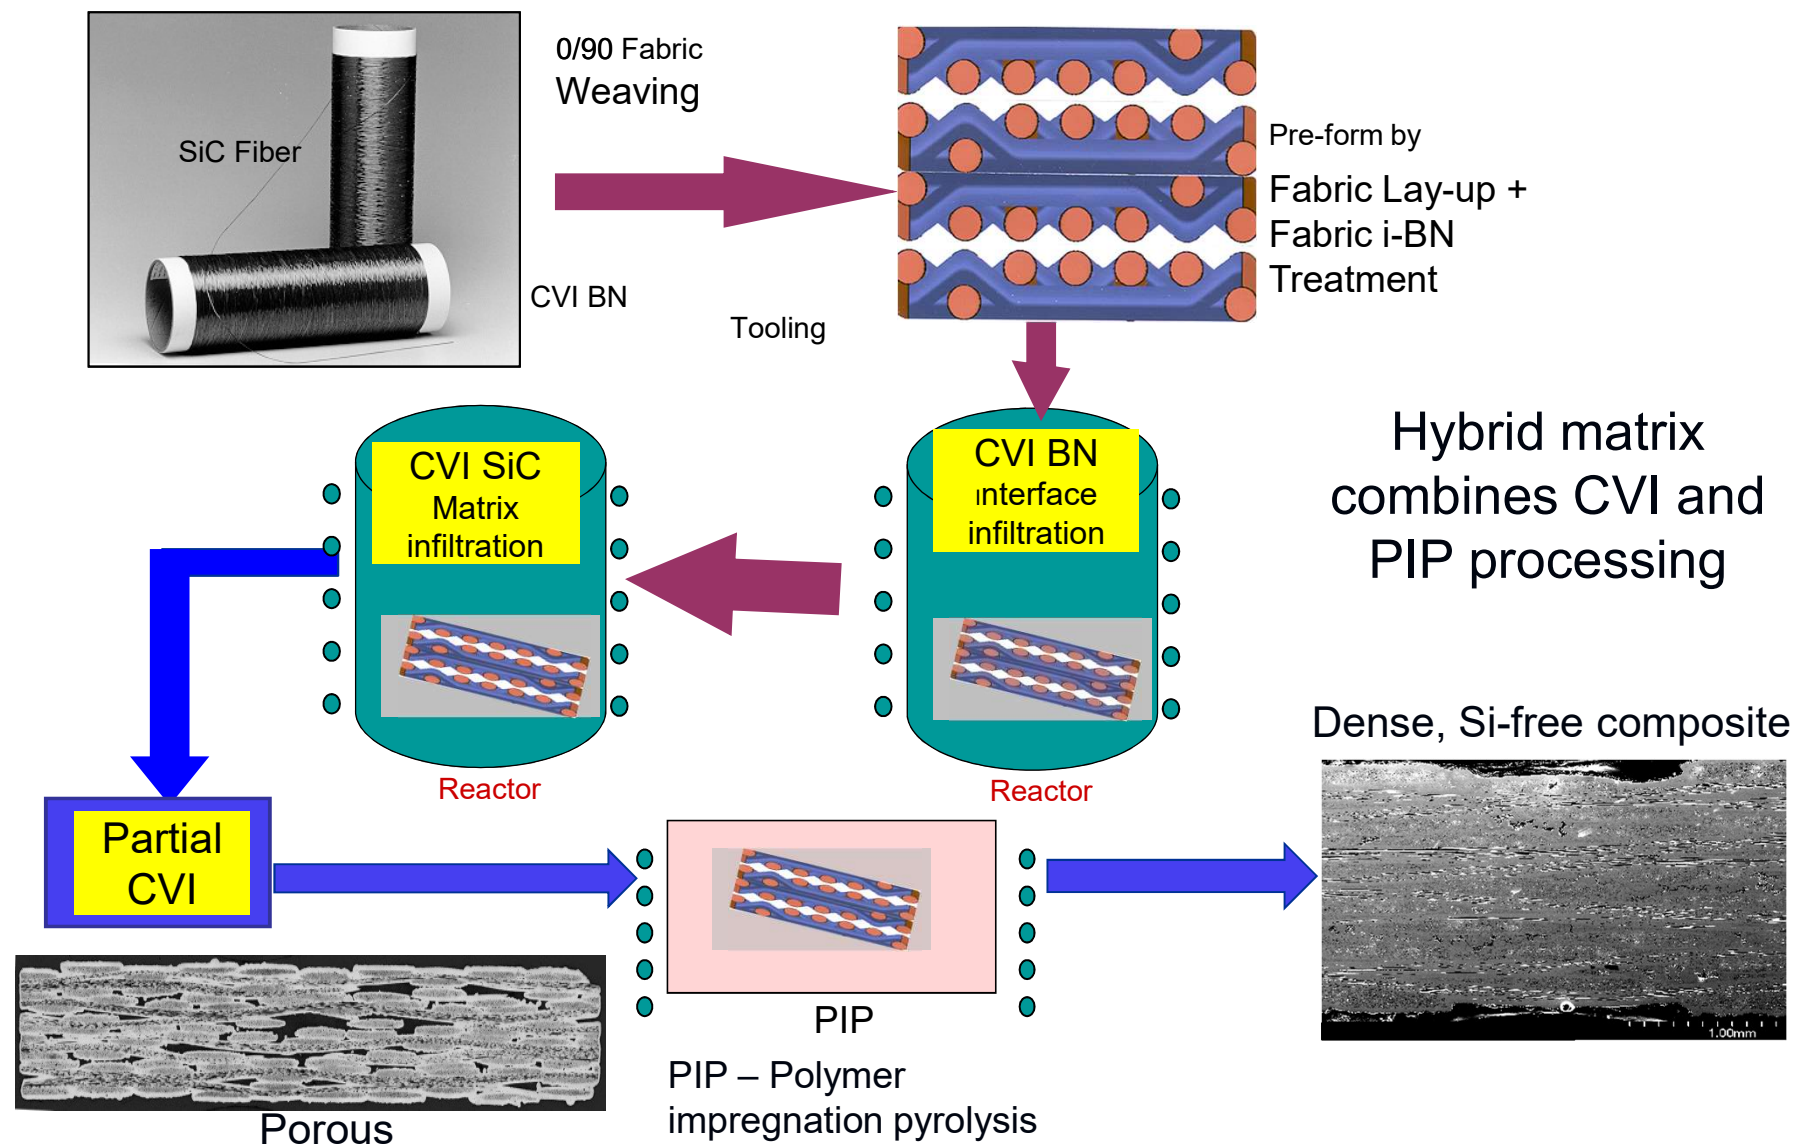 SiC Fiber
0/90 Fabric
Weaving
Pre-form by
Fabric Lay-up +
Fabric i-BN
Treatment
CVI BN
Tooling
CVI SiC
Matrix
infiltration
Reactor
CVI BN
Interface
infiltration
Reactor
Hybrid matrix
combines CVI and
PIP processing
Partial
CVI
Porous
PIP
PIP – Polymer
impregnation pyrolysis
Dense, Si-free composite
1.00mm